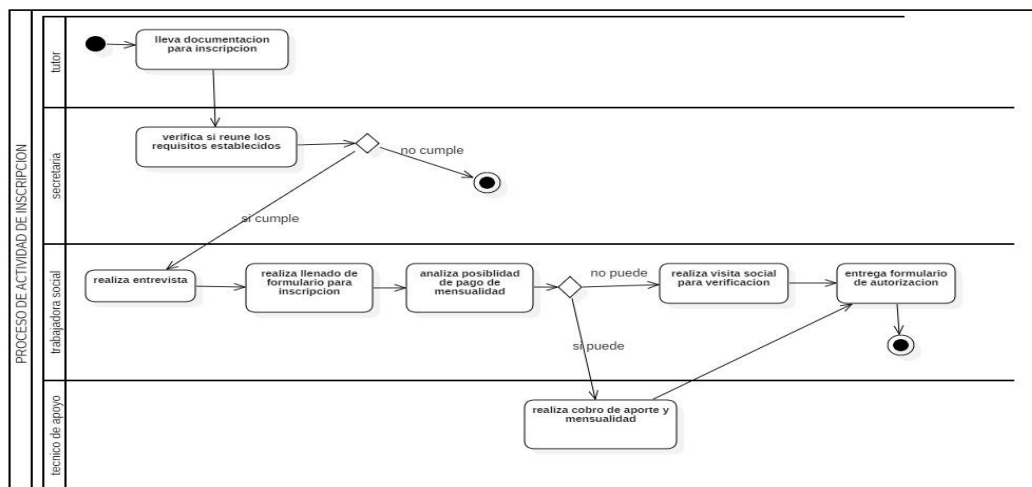 PROCESO DE ACTIVIDAD DE INSCRIPCION
tutor
lleva documentacion
para inscripcion
secretaria
verifica si reune los
requisitos establecidos
no cumple
si cumple
trabajadora social
realiza entrevista
realiza llenado de
formulario para
inscripcion
analiza posiblidad
de pago de
mensualidad
no puede
si puede
realiza visita social
para verificacion
entrega formulario
de autorizacion
tecnico de apoyo
realiza cobro de aporte y
mensualidad